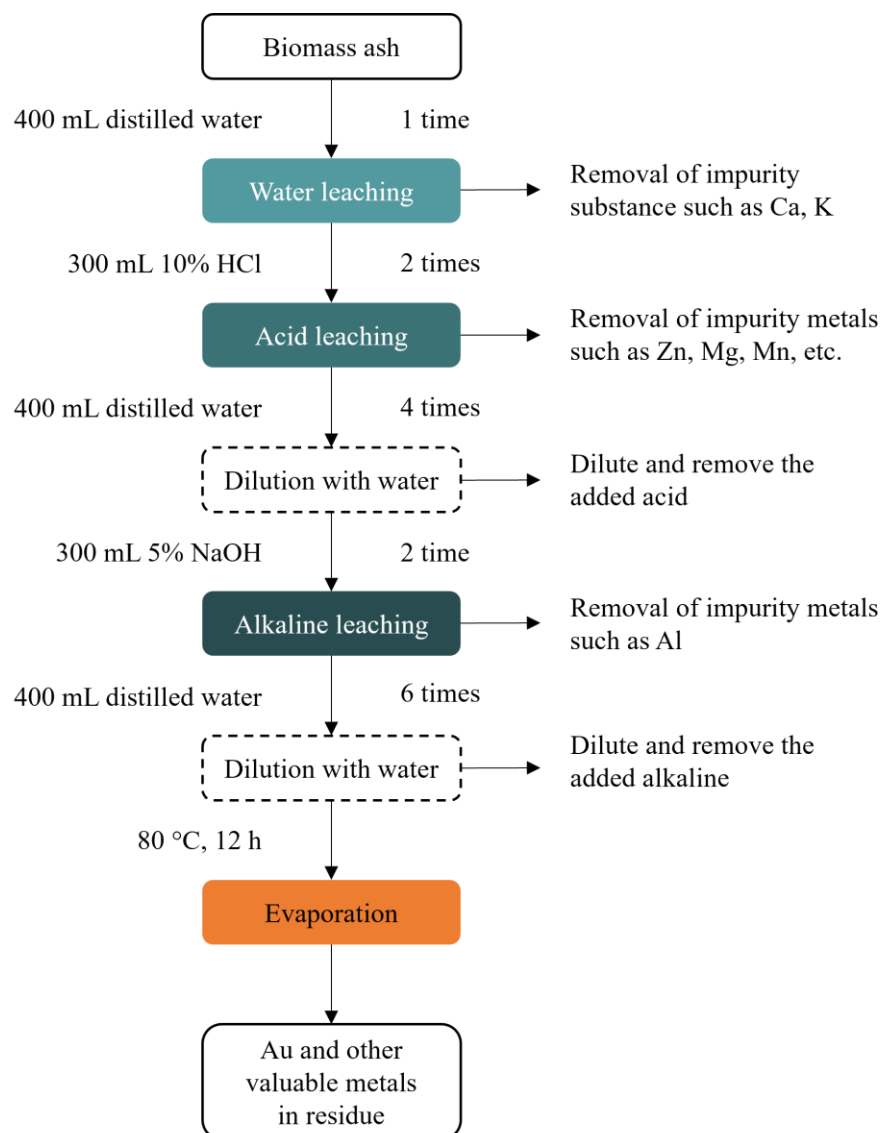 Biomass ash
400 mL distilled water
1 time
Water leaching
Removal of impurity
substance such as Ca, K
300 mL 10% HCl
2 times
Acid leaching
Removal of impurity metals
such as Zn, Mg, Mn, etc.
400 mL distilled water
4 times
Dilution with water
Dilute and remove the
added acid
300 mL 5% NaOH
2 time
Alkaline leaching
Removal of impurity metals
such as Al
400 mL distilled water
6 times
Dilution with water
Dilute and remove the
added alkaline
80 °C, 12 h
Evaporation
Au and other
valuable metals
in residue